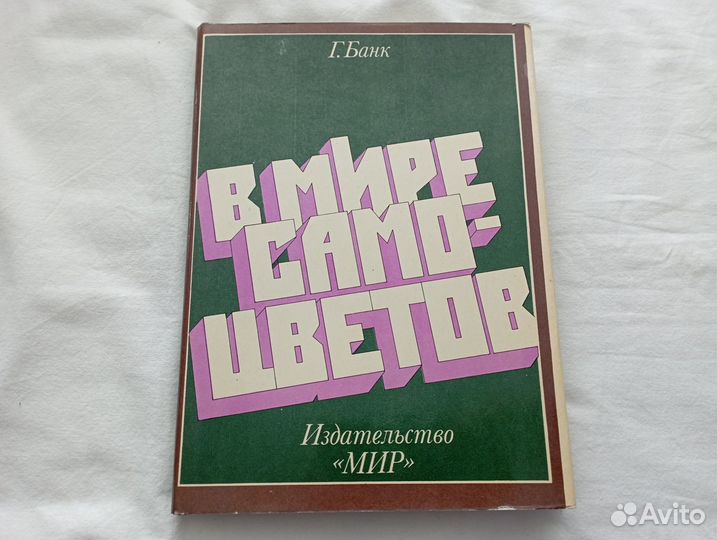 Г. Банк
В МИРЕ
САМО-
ЦВЕТОВ
Издательство
«МИР»
Avito